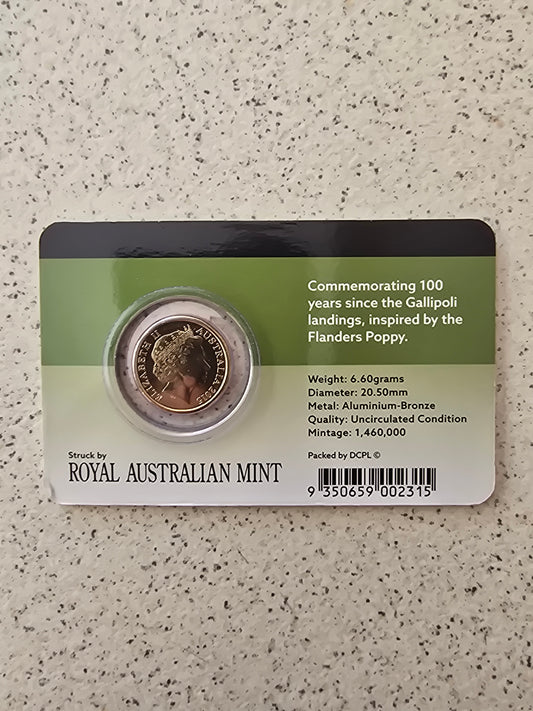 Commemorating 100
years since the Gallipoli
landings, inspired by the
Flanders Poppy.
ELIZABETH II AUSTRALIA 2015
Weight: 6.60grams
Diameter: 20.50mm
Metal: Aluminium-Bronze
Quality: Uncirculated Condition
Mintage: 1,460,000
Struck by
ROYAL AUSTRALIAN MINT
Packed by DCPL ©
9 350659 002315